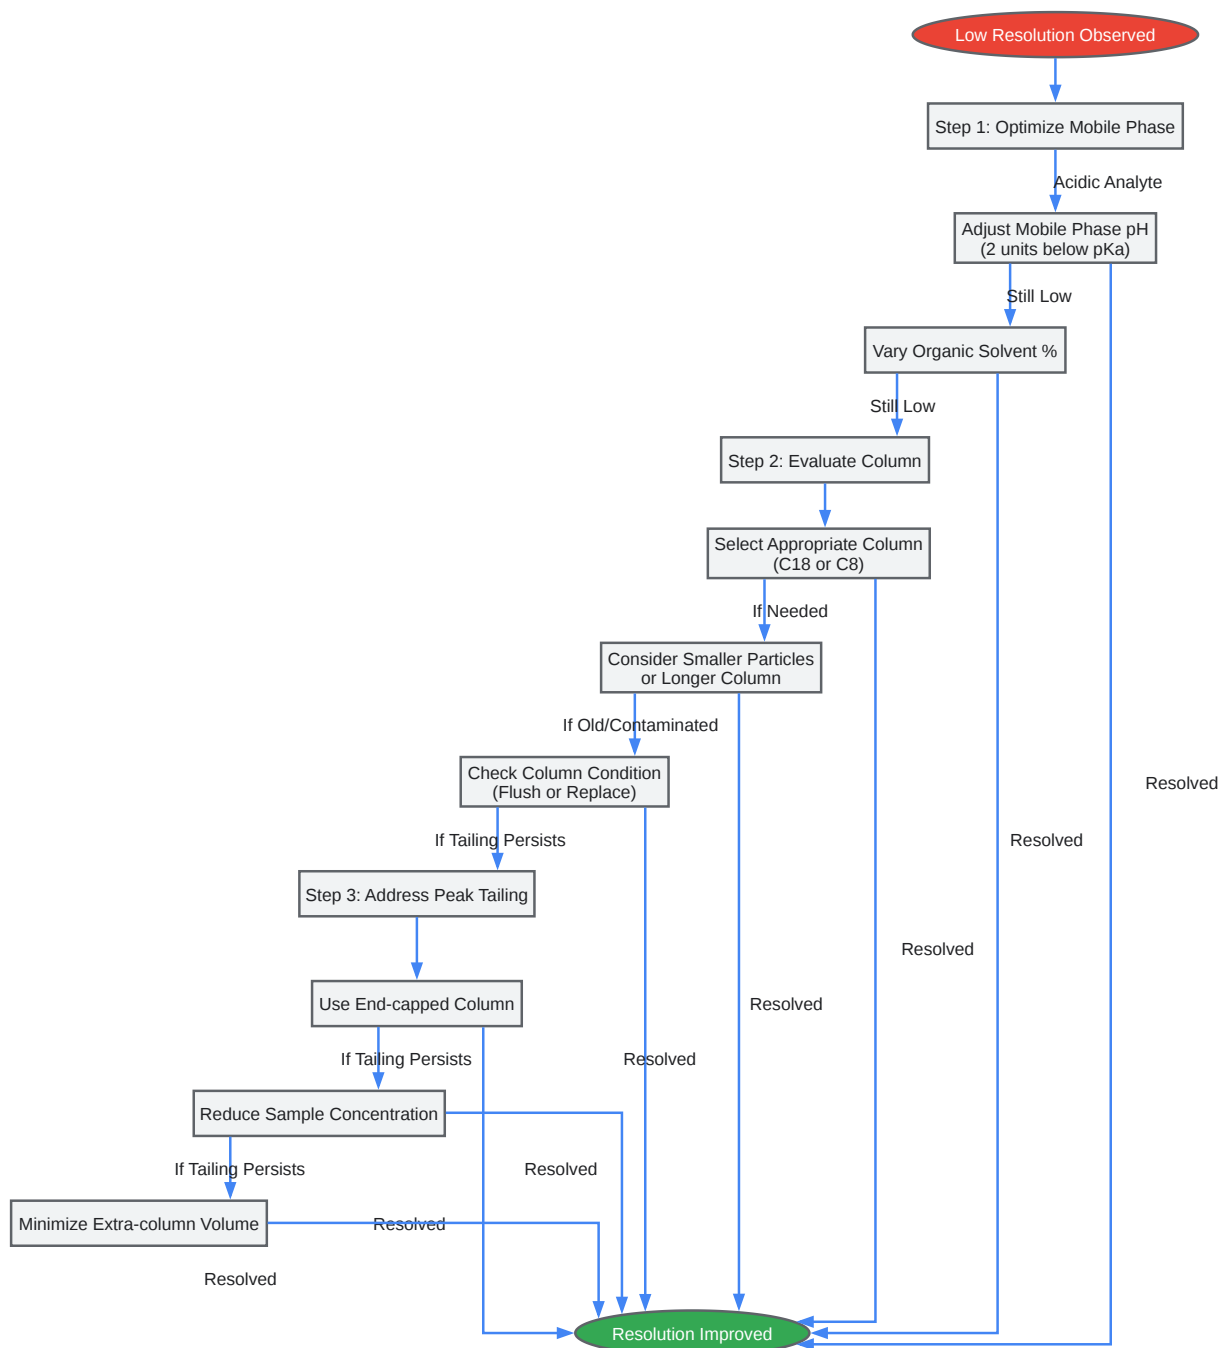 Low Resolution Observed
Step 1: Optimize Mobile Phase
Acidic Analyte
Adjust Mobile Phase pH
(2 units below pKa)
Still Low
Vary Organic Solvent %
Still Low
Step 2: Evaluate Column
Select Appropriate Column
(C18 or C8)
If Needed
Consider Smaller Particles
or Longer Column
If Old/Contaminated
Check Column Condition
(Flush or Replace)
Resolved
If Tailing Persists
Resolved
Step 3: Address Peak Tailing
Resolved
Use End-capped Column
Resolved
If Tailing Persists
Resolved
Reduce Sample Concentration
If Tailing Persists
Resolved
Minimize Extra-column Volume
Resolved
Resolved
Resolution Improved